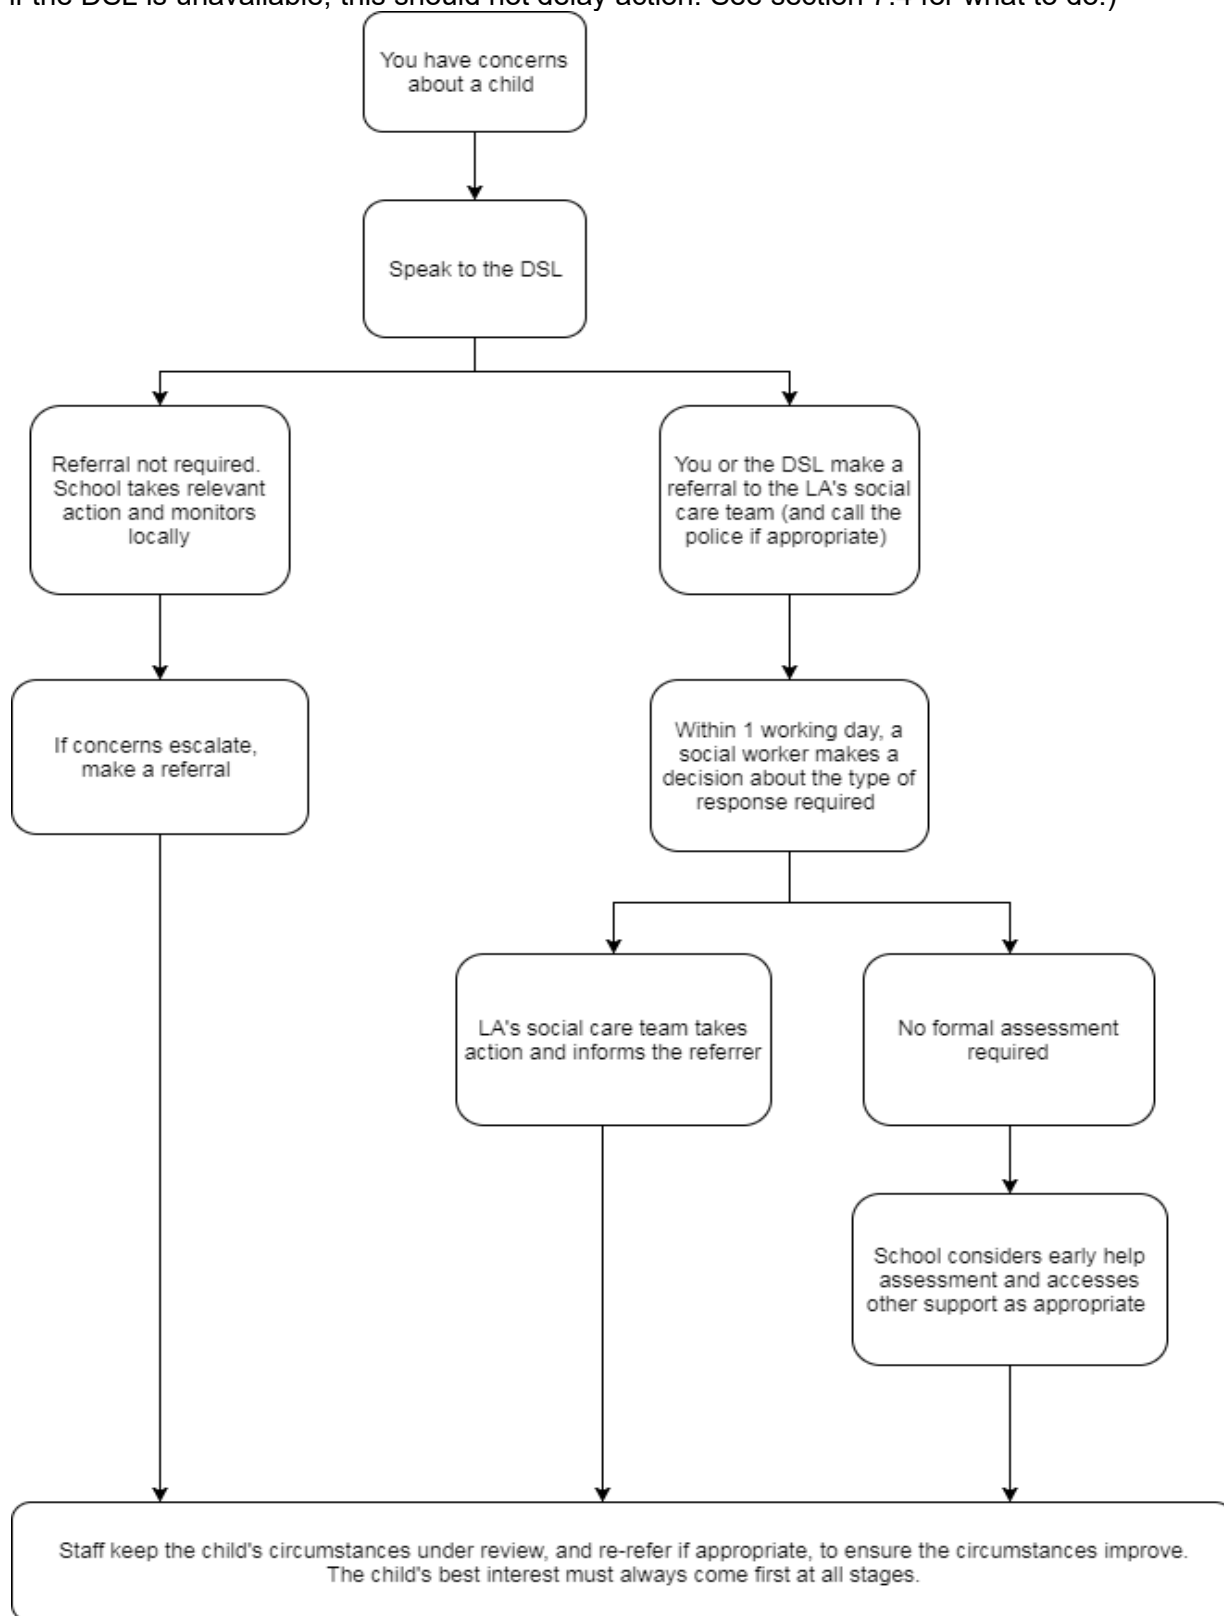 if the DSL is unavailable, this should not delay action. See section 7.4 for what to do.)
You have concerns
about a child
Speak to the DSL
Referral not required.
School takes relevant
action and monitors
locally
You or the DSL make a
referral to the LA's social
care team (and call the
police if appropriate)
If concerns escalate,
make a referral
Within 1 working day, a
social worker makes a
decision about the type of
response required
LA's social care team takes
action and informs the referrer
No formal assessment
required
School considers early help
assessment and accesses
other support as appropriate
Staff keep the child's circumstances under review, and re-refer if appropriate, to ensure the circumstances improve.
The child's best interest must always come first at all stages.